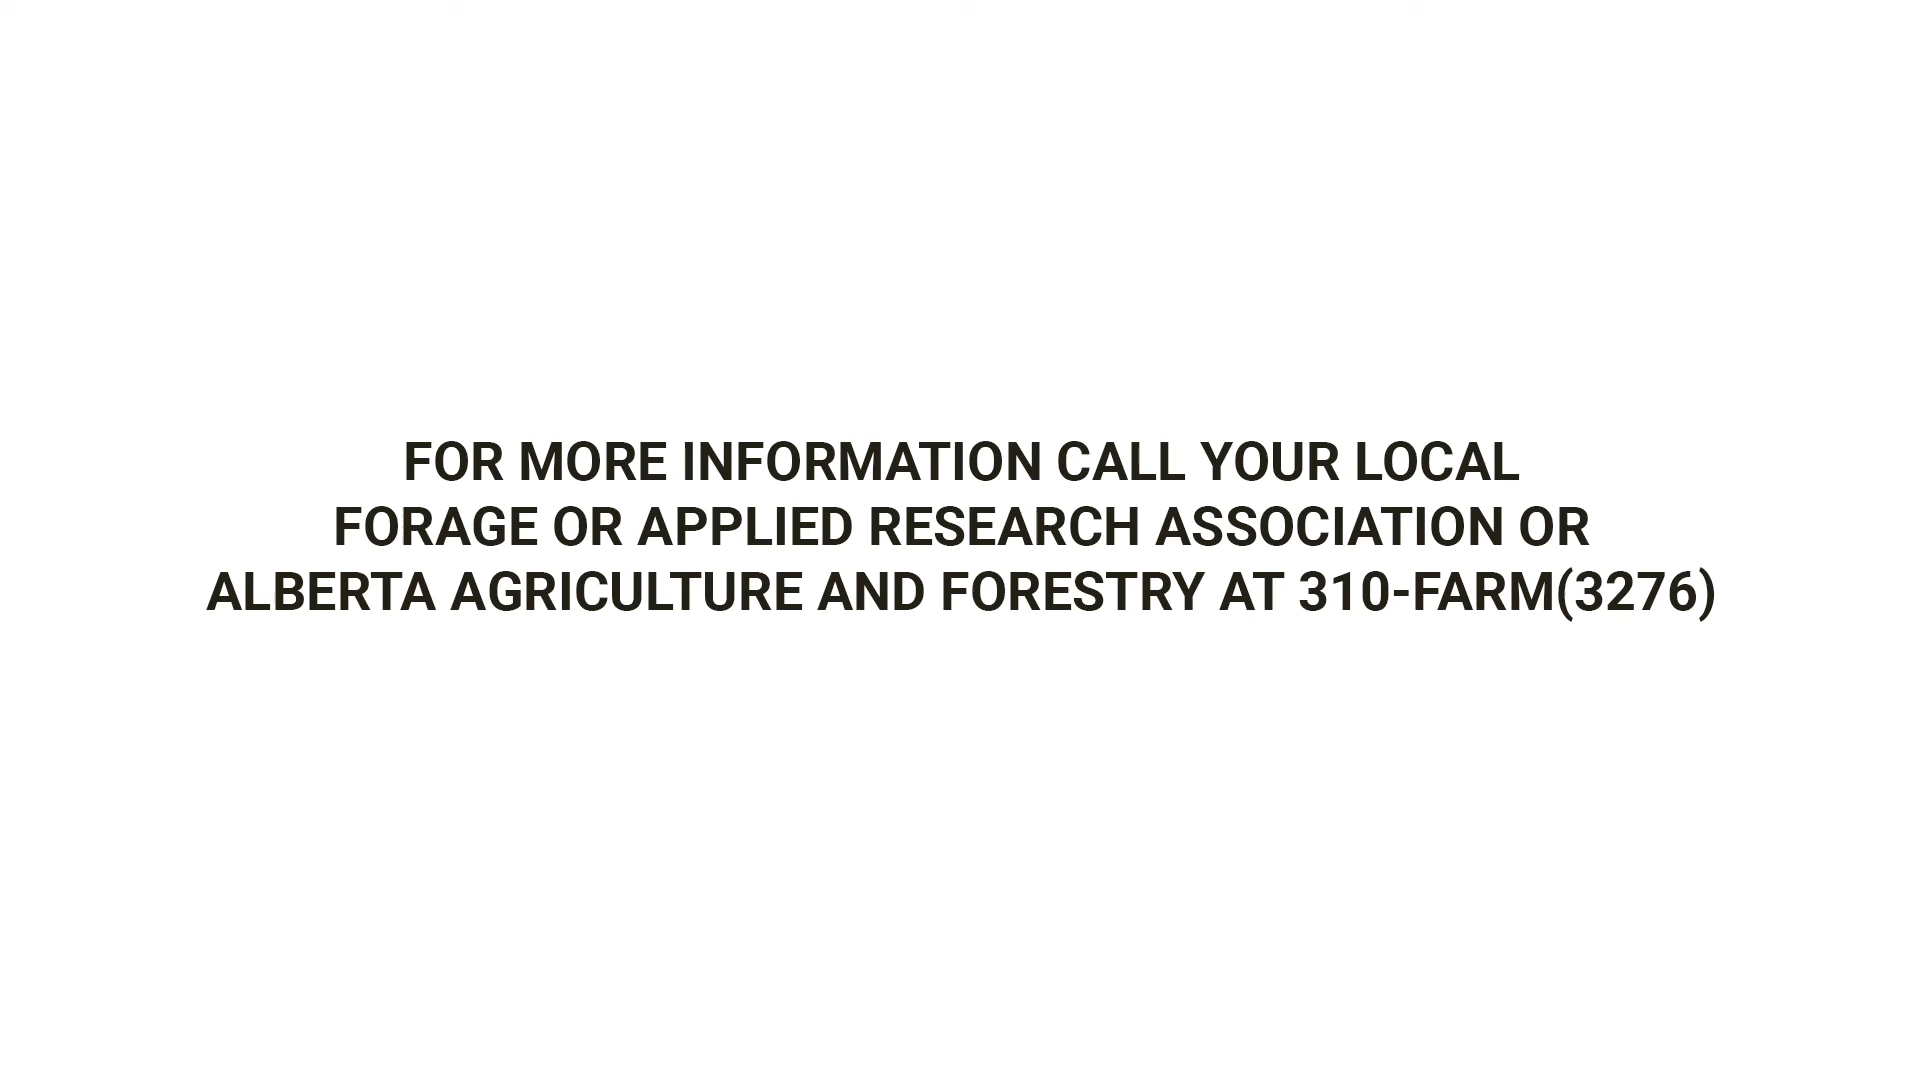 FOR MORE INFORMATION CALL YOUR LOCAL
FORAGE OR APPLIED RESEARCH ASSOCIATION OR
ALBERTA AGRICULTURE AND FORESTRY AT 310-FARM(3276)